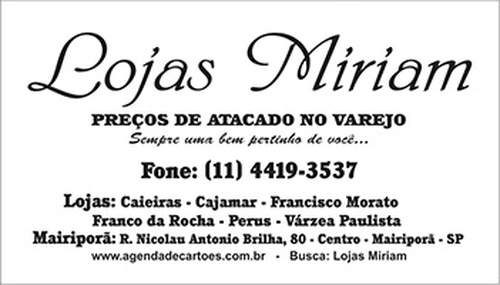 Lojas Miriam
PREÇOS DE ATACADO NO VAREJO
Sempre uma bem pertinho de você...
Fone: (11) 4419-3537
Lojas: Caieiras - Cajamar - Francisco Morato
Franco da Rocha - Perus - Várzea Paulista
Mairiporã: R. Nicolau Antonio Brilha, 80 - Centro - Mairiporã - SP
www.agendadecartoes.com.br - Busca: Lojas Miriam